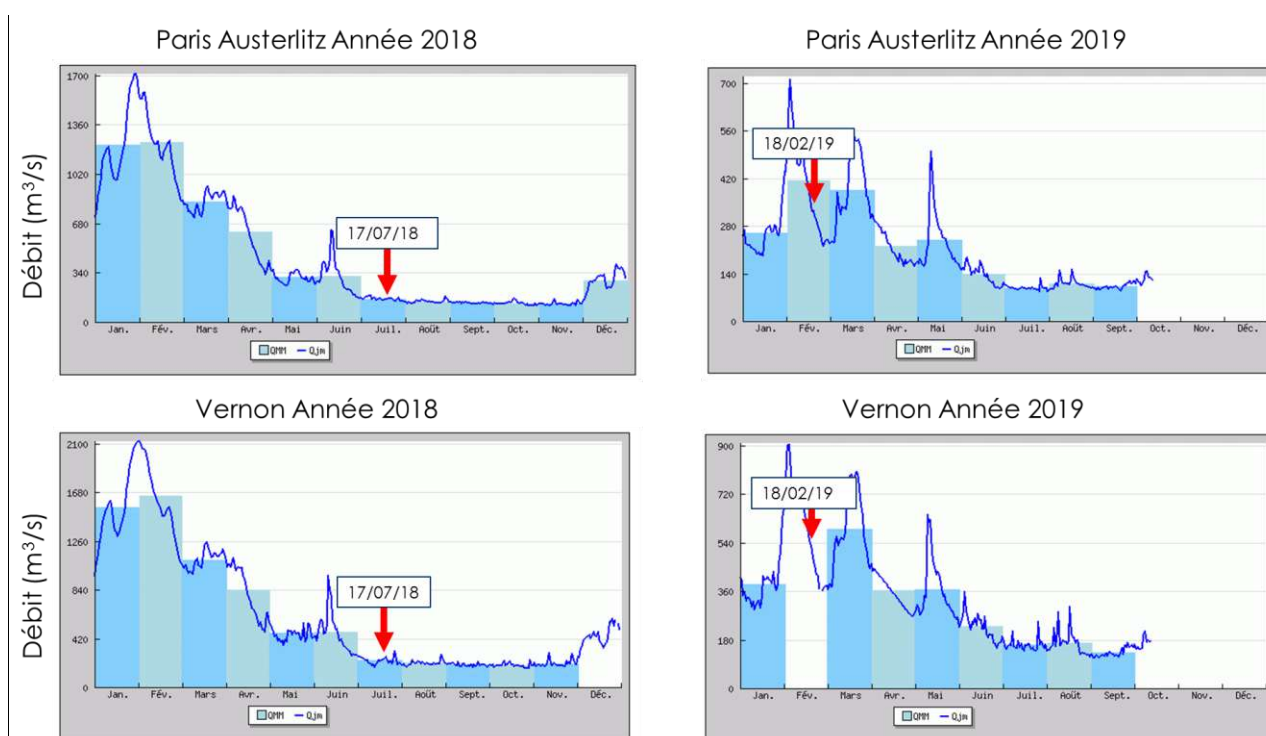 Paris Austerlitz Année 2018
Débit (m³/s)
1700
1360
1020
680
340
0
17/07/18
Jan. Fév. Mars Avr. Mai Juin Juil. Août Sept. Oct. Nov. Déc.
QMM Qjm
Paris Austerlitz Année 2019
700
560
420
280
140
0
18/02/19
Jan. Fév. Mars Avr. Mai Juin Juil. Août Sept. Oct. Nov. Déc.
QMM Qjm
Vernon Année 2018
Débit (m³/s)
2100
1680
1260
840
420
0
17/07/18
Jan. Fév. Mars Avr. Mai Juin Juil. Août Sept. Oct. Nov. Déc.
QMM Qjm
Vernon Année 2019
900
720
540
360
180
0
18/02/19
Jan. Fév. Mars Avr. Mai Juin Juil. Août Sept. Oct. Nov. Déc.
QMM Qjm